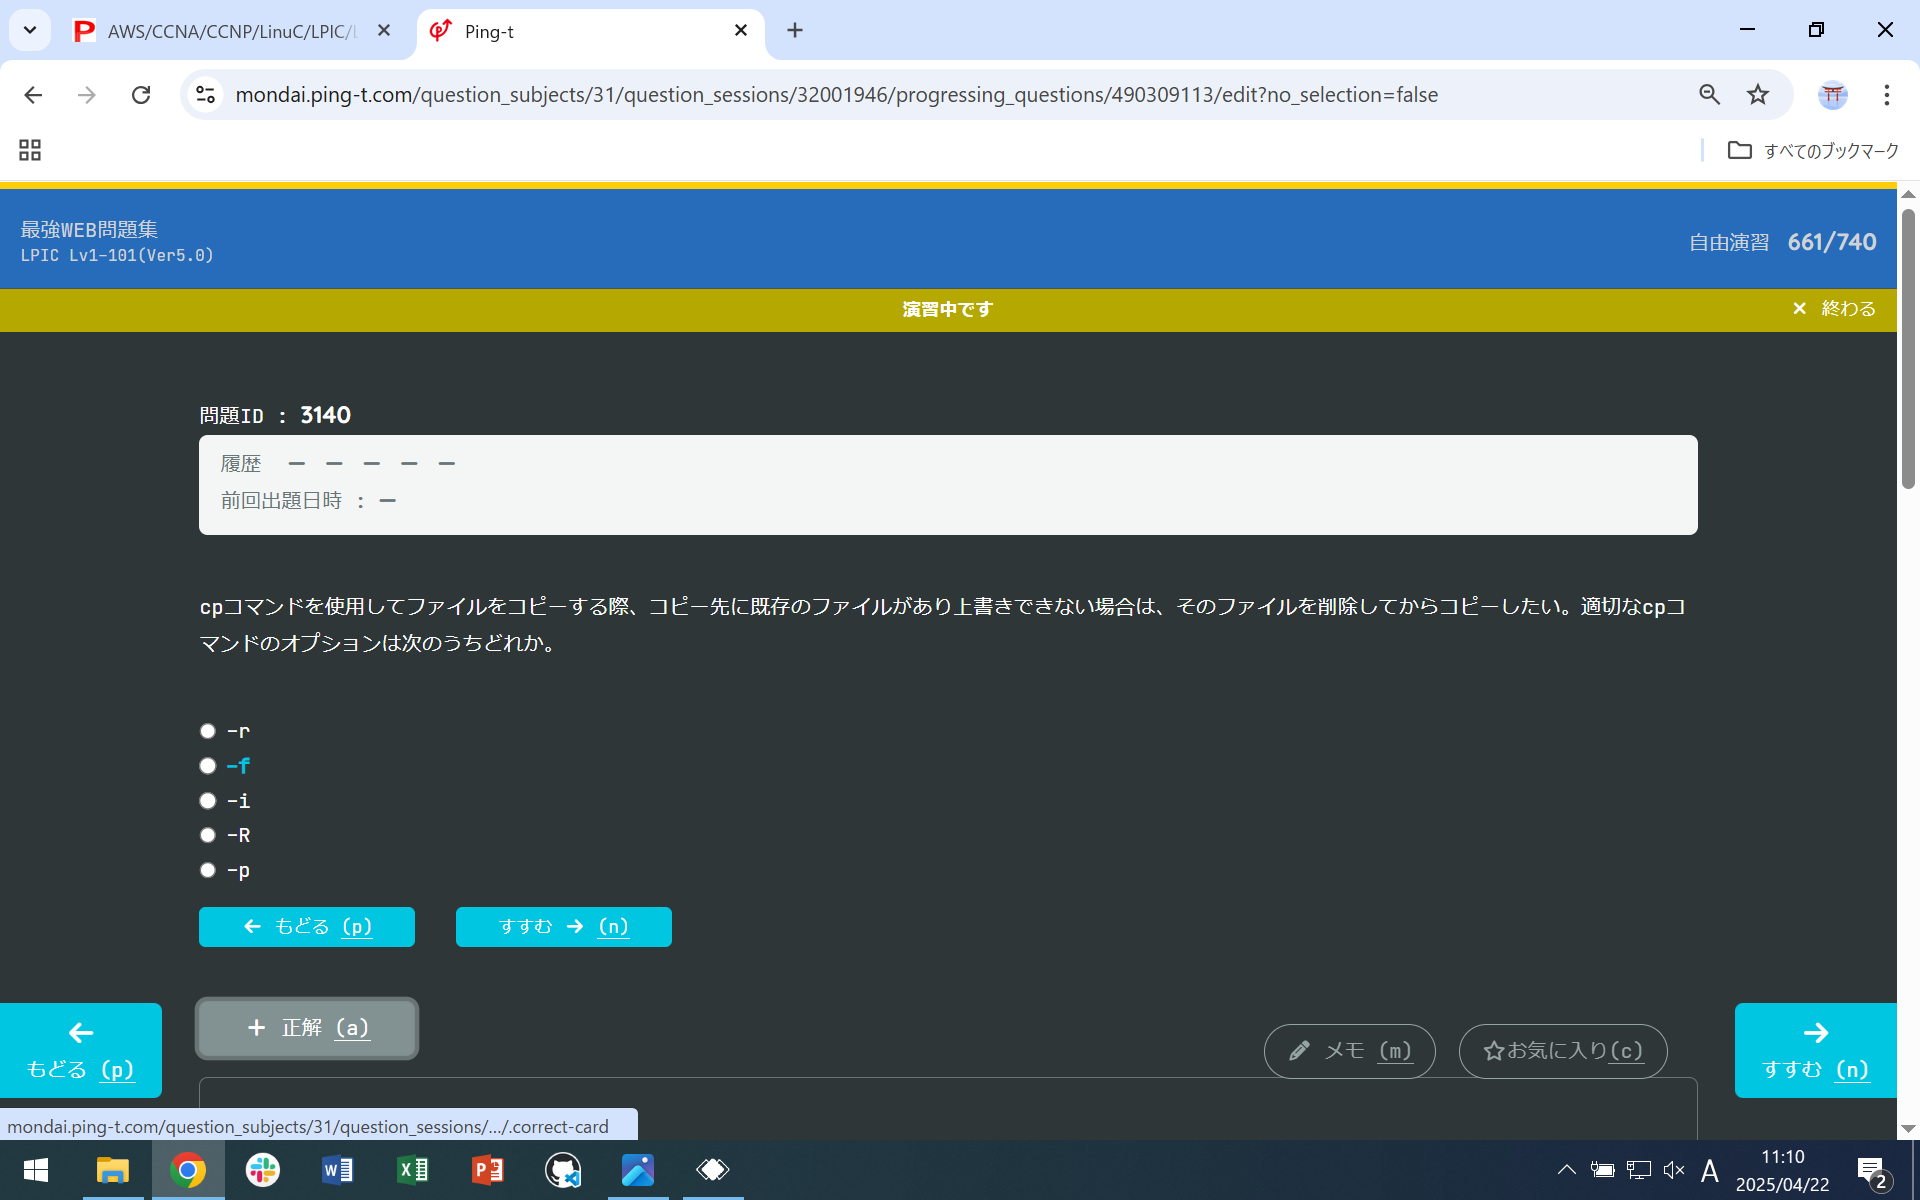 AWS/CCNA/CCNP/LinuC/LPIC/
Ping-t
mondai.ping-t.com/question_subjects/31/question_sessions/32001946/progressing_questions/490309113/edit?no_selection=false
すべてのブックマーク
最強WEB問題集
LPIC Lv1-101(Ver5.0)
自由演習 661/740
演習中です
× 終わる
問題ID : 3140
履歴 － － － － －
前回出題日時 : －
cpコマンドを使用してファイルをコピーする際、コピー先に既存のファイルがあり上書きできない場合は、そのファイルを削除してからコピーしたい。適切なcpコ
マンドのオプションは次のうちどれか。
-r
-f
-i
-R
-p
← もどる (p)
すすむ → (n)
+ 正解 (a)
メモ (m)
☆お気に入り(c)
←
もどる (p)
→
すすむ (n)
mondai.ping-t.com/question_subjects/31/question_sessions/.../.correct-card
A
11:10
2025/04/22
2